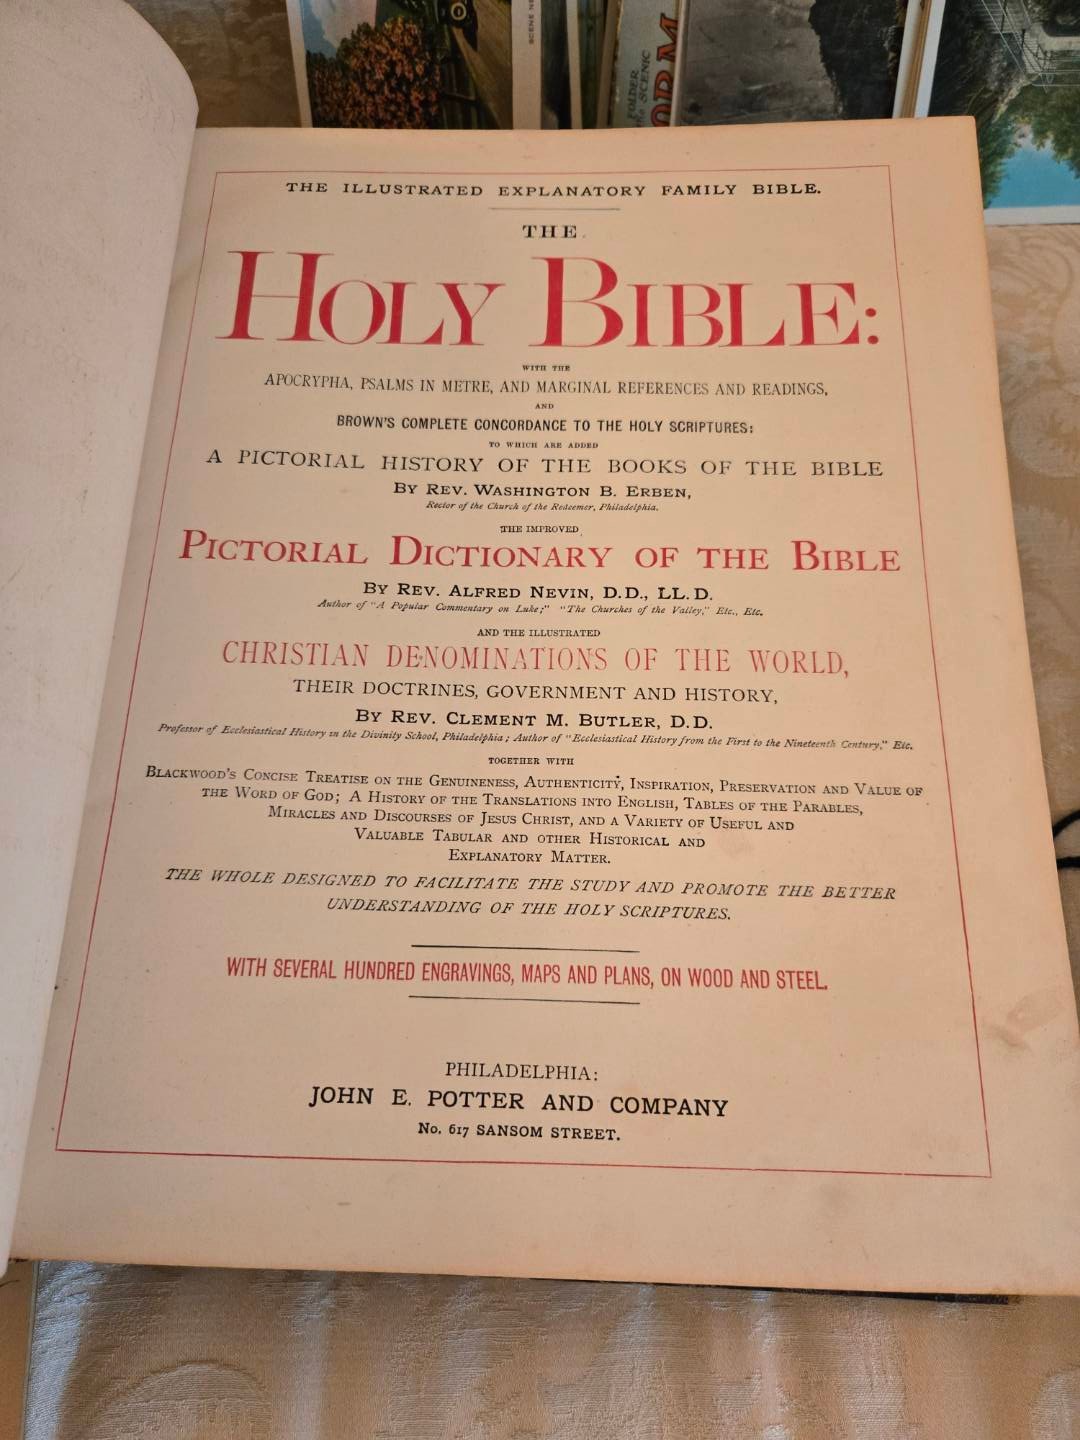 SCENE NE
FOLDER
SCENIC
ORM
THE ILLUSTRATED EXPLANATORY FAMILY BIBLE.
THE
HOLY BIBLE:
WITH THE
APOCRYPHA, PSALMS IN METRE, AND MARGINAL REFERENCES AND READINGS,
AND
BROWN'S COMPLETE CONCORDANCE TO THE HOLY SCRIPTURES:
TO WHICH ARE ADDED
A PICTORIAL HISTORY OF THE BOOKS OF THE BIBLE
BY REV. WASHINGTON B. ERBEN,
Rector of the Church of the Redeemer, Philadelphia.
THE IMPROVED
PICTORIAL DICTIONARY OF THE BIBLE
BY REV. ALFRED NEVIN, D.D., LL.D.
Author of "A Popular Commentary on Luke;" "The Churches of the Valley," Etc., Etc.
AND THE ILLUSTRATED
CHRISTIAN DENOMINATIONS OF THE WORLD,
THEIR DOCTRINES, GOVERNMENT AND HISTORY,
BY REV. CLEMENT M. BUTLER, D.D.
Professor of Ecclesiastical History in the Divinity School, Philadelphia; Author of "Ecclesiastical History from the First to the Nineteenth Century," Etc.
TOGETHER WITH
BLACKWOOD'S CONCISE TREATISE ON THE GENUINENESS, AUTHENTICITY, INSPIRATION, PRESERVATION AND VALUE OF
THE WORD OF GOD; A HISTORY OF THE TRANSLATIONS INTO ENGLISH, TABLES OF THE PARABLES,
MIRACLES AND DISCOURSES OF JESUS CHRIST, AND A VARIETY OF USEFUL AND
VALUABLE TABULAR AND OTHER HISTORICAL AND
EXPLANATORY MATTER.
THE WHOLE DESIGNED TO FACILITATE THE STUDY AND PROMOTE THE BETTER
UNDERSTANDING OF THE HOLY SCRIPTURES.
WITH SEVERAL HUNDRED ENGRAVINGS, MAPS AND PLANS, ON WOOD AND STEEL.
PHILADELPHIA:
JOHN E. POTTER AND COMPANY
No. 617 SANSOM STREET.